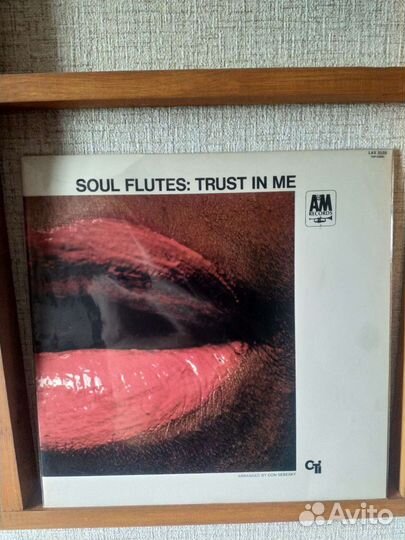 SOUL FLUTES: TRUST IN ME
A&M
RECORDS
ARRANGED BY DON SEBESKY
CTi
Avito